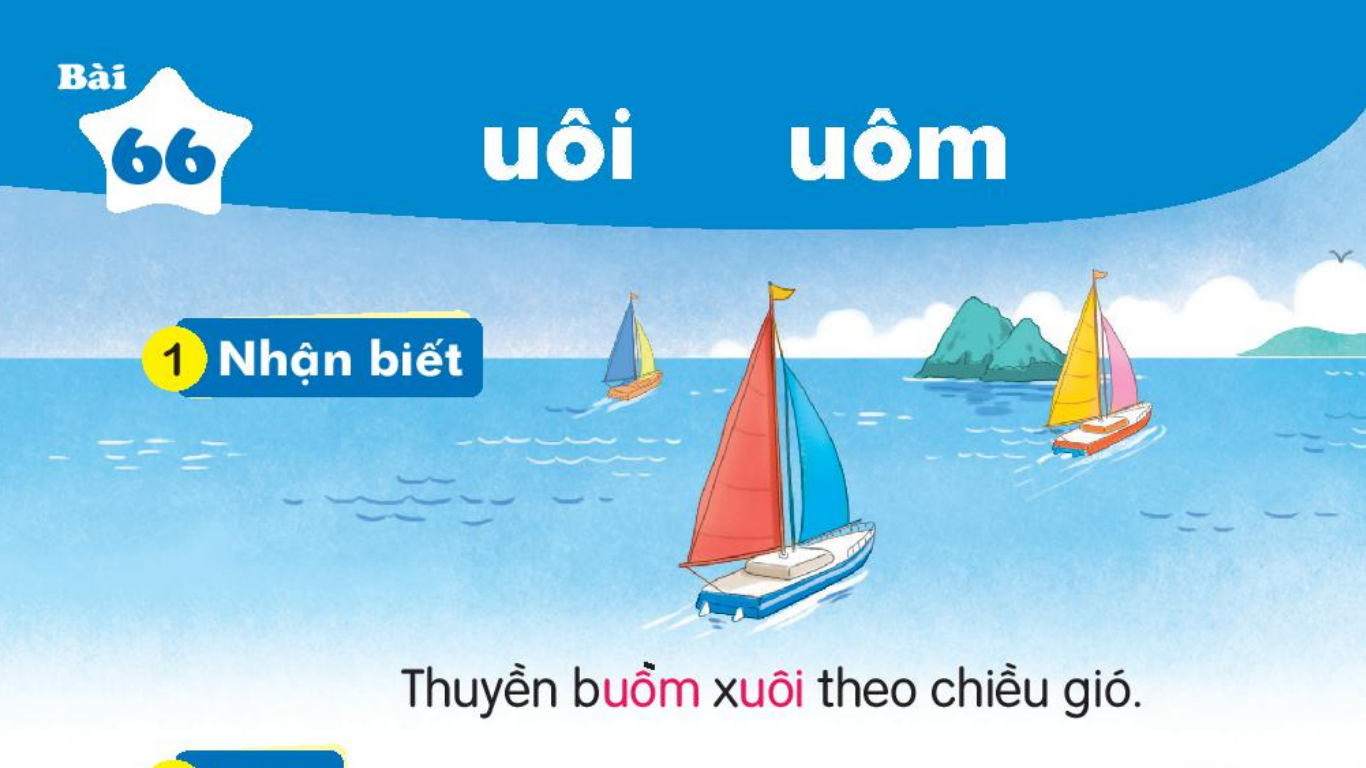 Bài
66
uôi uôm
1 Nhận biết
Thuyền buồm xuôi theo chiều gió.